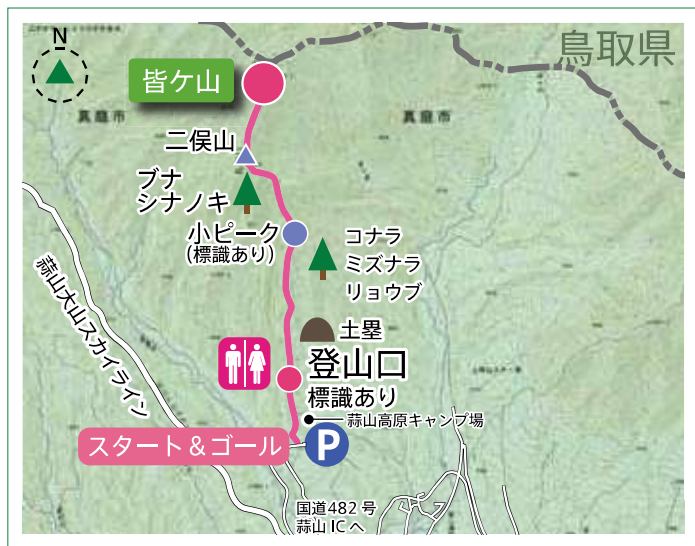 N
鳥取県
皆ケ山
真庭市
真庭市
二俣山
ブナ
シナノキ
小ピーク
(標識あり)
コナラ
ミズナラ
リョウブ
蒜山大山スカイライン
土塁
登山口
標識あり
蒜山高原キャンプ場
スタート＆ゴール
P
国道482号
蒜山ICへ